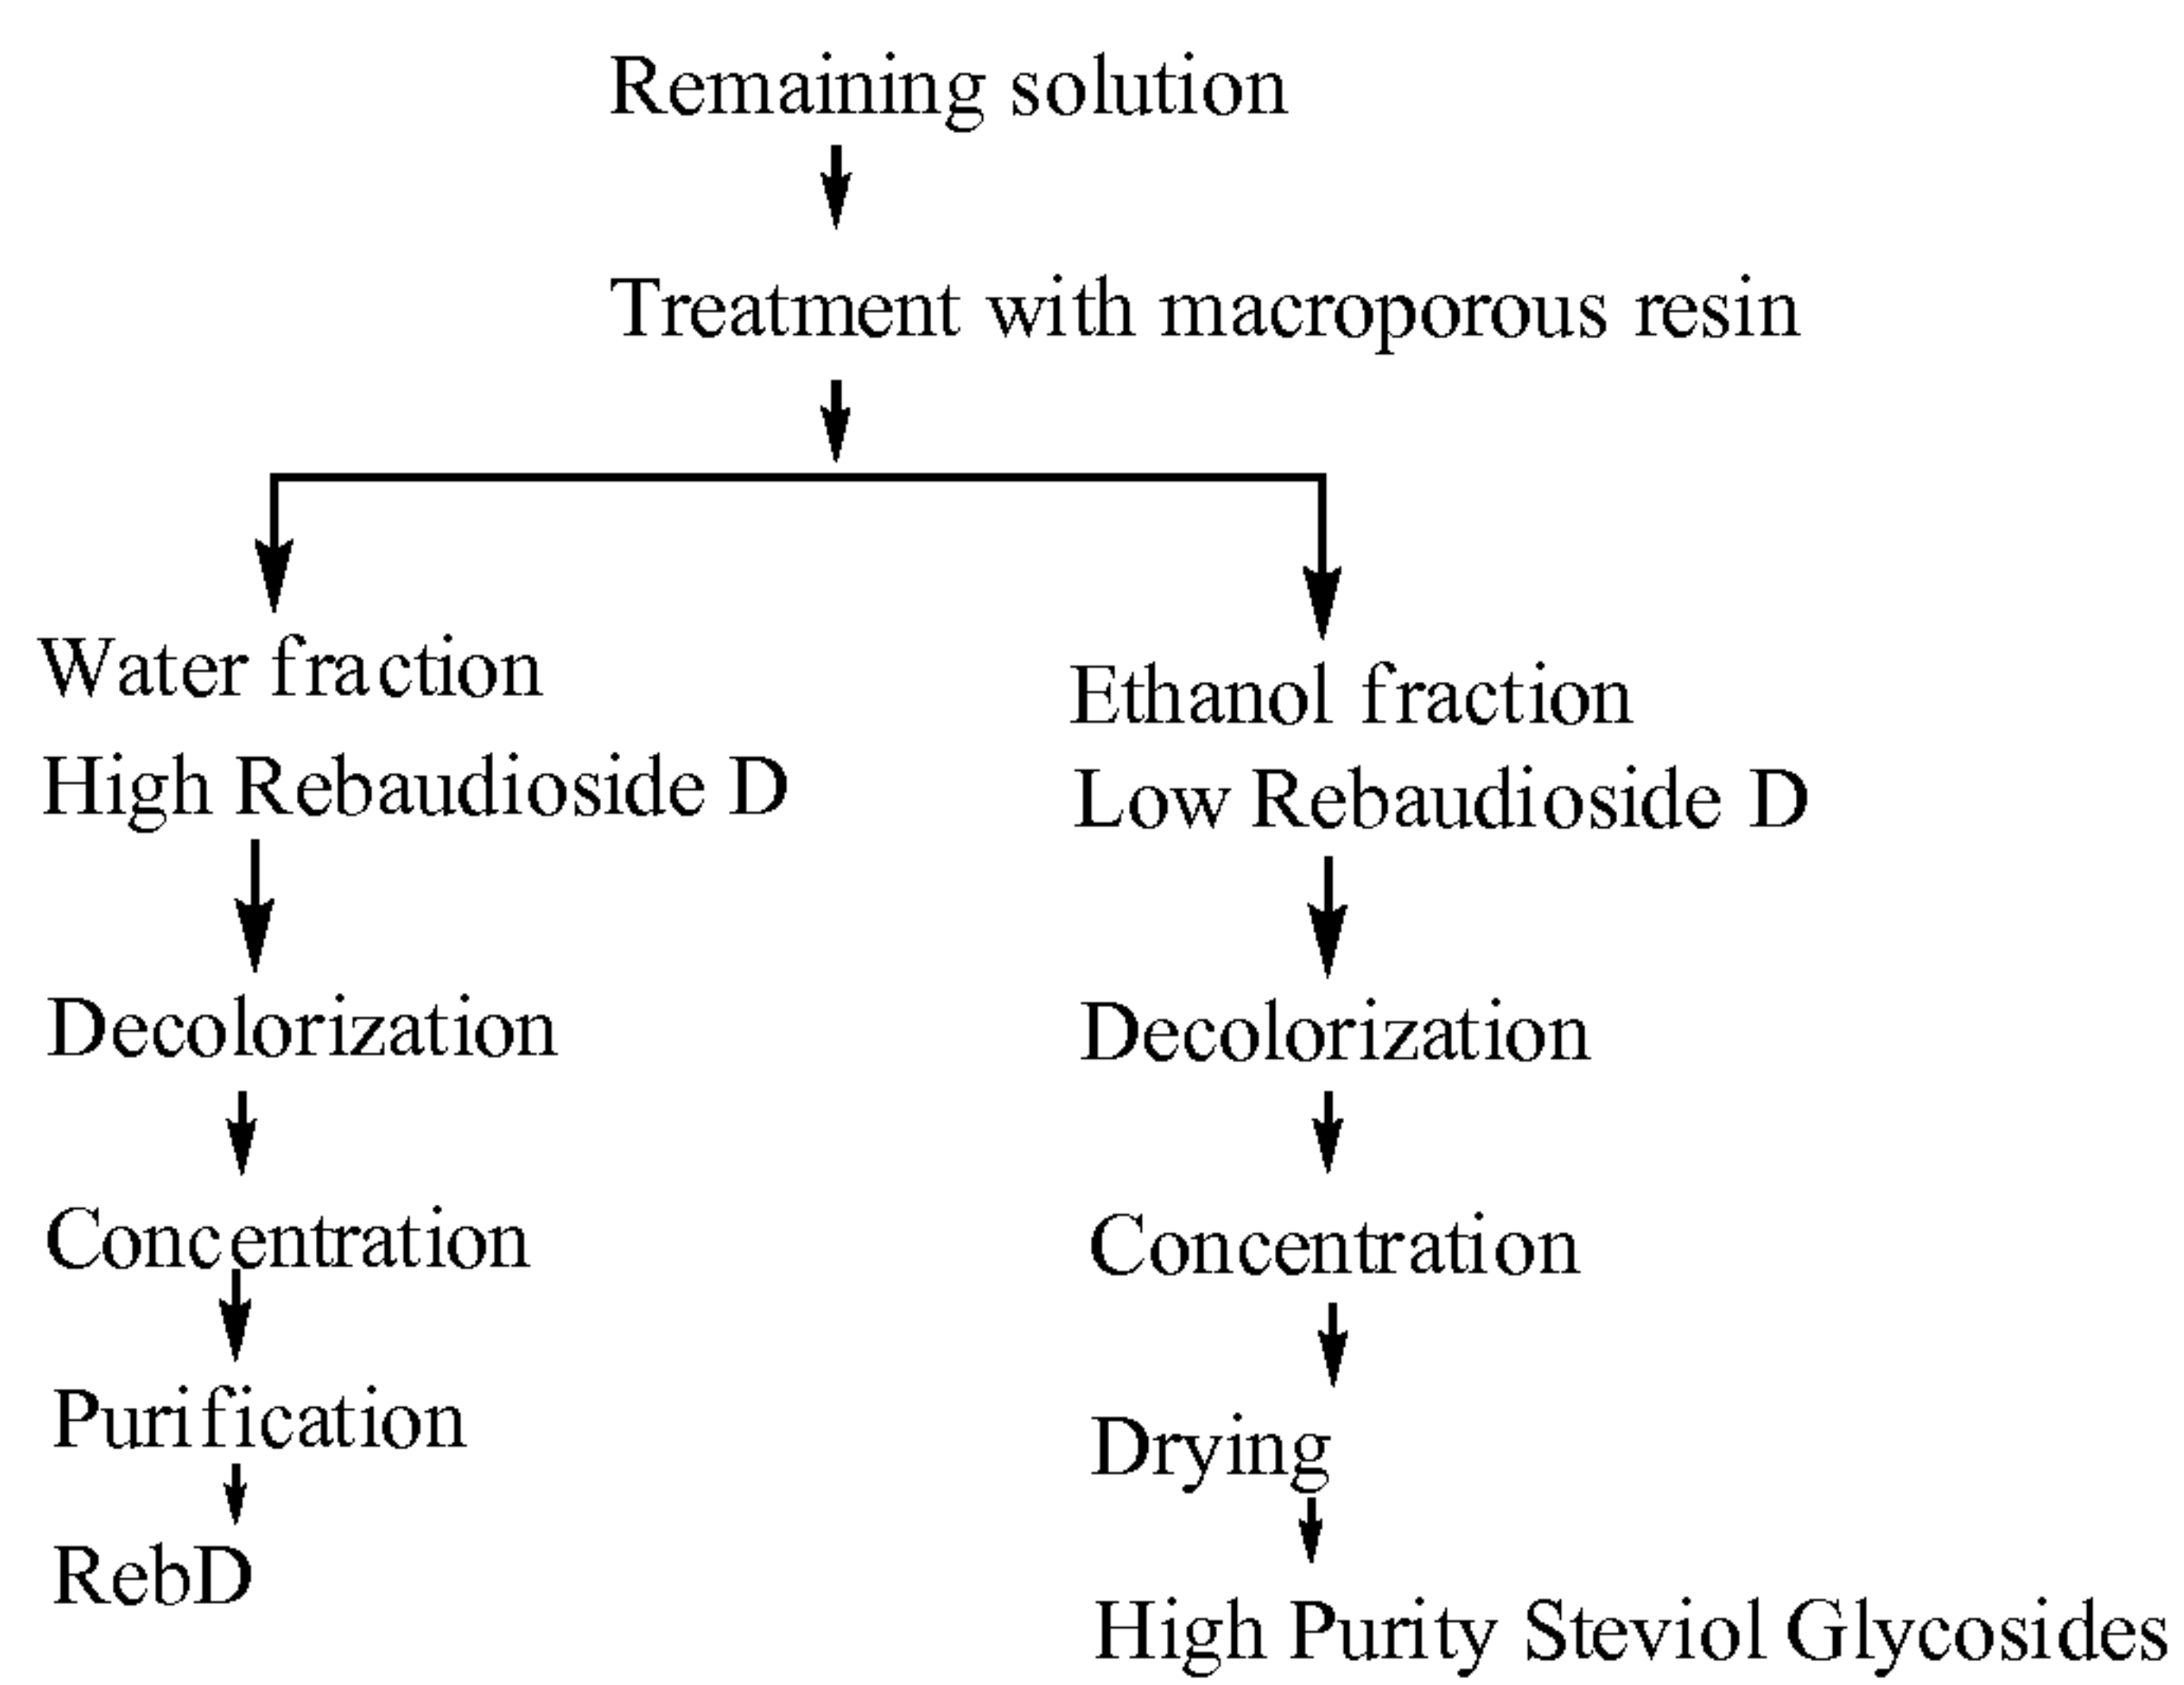 Remaining solution
Treatment with macroporous resin
Water fraction
High Rebaudioside D
Decolorization
Concentration
Purification
RebD
Ethanol fraction
Low Rebaudioside D
Decolorization
Concentration
Drying
High Purity Steviol Glycosides